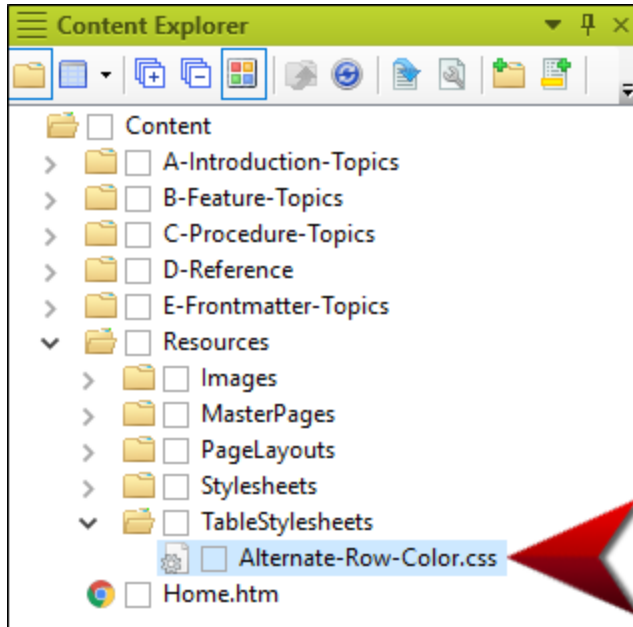 Content Explorer
Content
A-Introduction-Topics
B-Feature-Topics
C-Procedure-Topics
D-Reference
E-Frontmatter-Topics
Resources
Images
MasterPages
PageLayouts
Stylesheets
TableStylesheets
Alternate-Row-Color.css
Home.htm